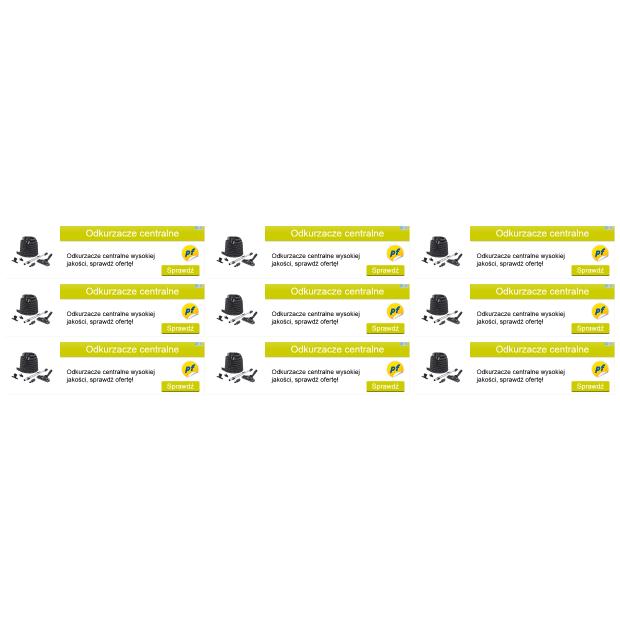 Odkurzacze centralne
Odkurzacze centralne wysokiej
jakości, sprawdź ofertę!
pf
Sprawdź
Odkurzacze centralne
Odkurzacze centralne wysokiej
jakości, sprawdź ofertę!
pf
Sprawdź
Odkurzacze centralne
Odkurzacze centralne wysokiej
jakości, sprawdź ofertę!
pf
Sprawdź
Odkurzacze centralne
Odkurzacze centralne wysokiej
jakości, sprawdź ofertę!
pf
Sprawdź
Odkurzacze centralne
Odkurzacze centralne wysokiej
jakości, sprawdź ofertę!
pf
Sprawdź
Odkurzacze centralne
Odkurzacze centralne wysokiej
jakości, sprawdź ofertę!
pf
Sprawdź
Odkurzacze centralne
Odkurzacze centralne wysokiej
jakości, sprawdź ofertę!
pf
Sprawdź
Odkurzacze centralne
Odkurzacze centralne wysokiej
jakości, sprawdź ofertę!
pf
Sprawdź
Odkurzacze centralne
Odkurzacze centralne wysokiej
jakości, sprawdź ofertę!
pf
Sprawdź